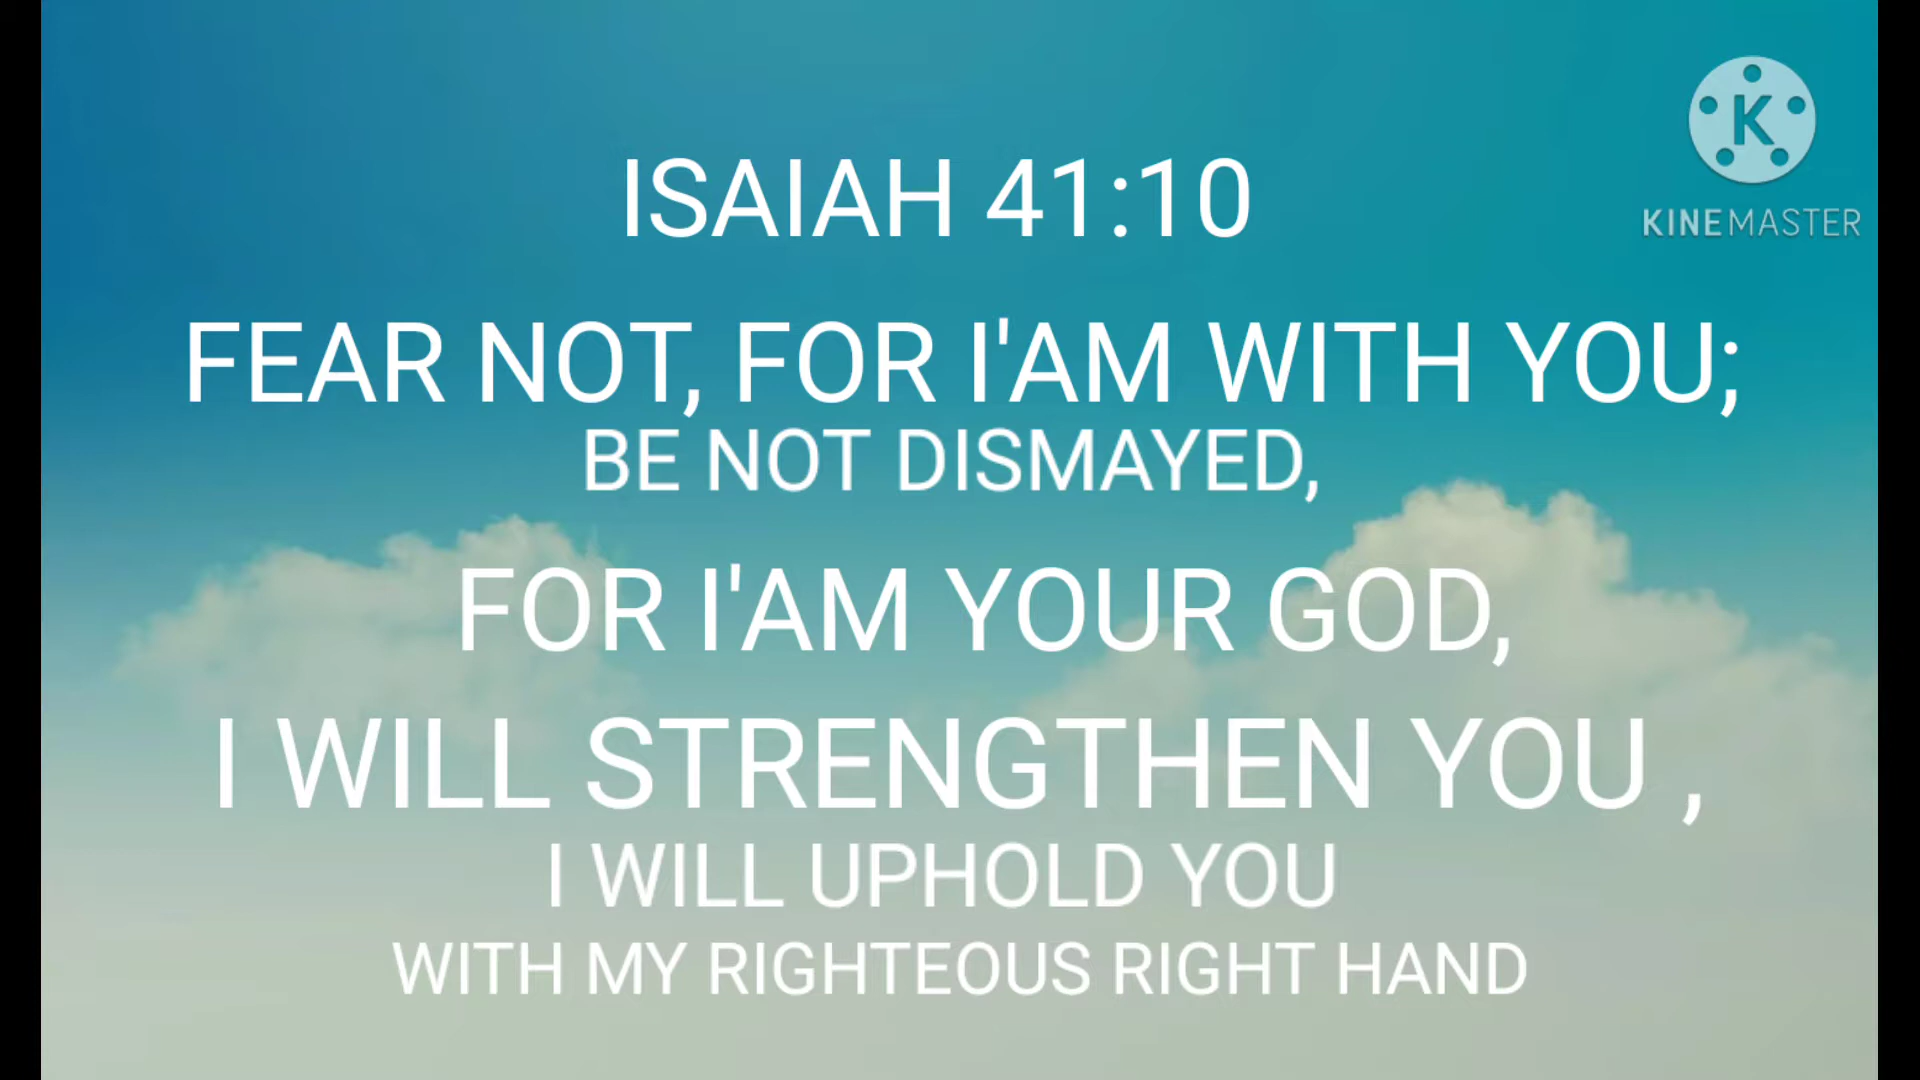 K
KINEMASTER
ISAIAH 41:10
FEAR NOT, FOR I'AM WITH YOU;
BE NOT DISMAYED,
FOR I'AM YOUR GOD,
I WILL STRENGTHEN YOU ,
I WILL UPHOLD YOU
WITH MY RIGHTEOUS RIGHT HAND